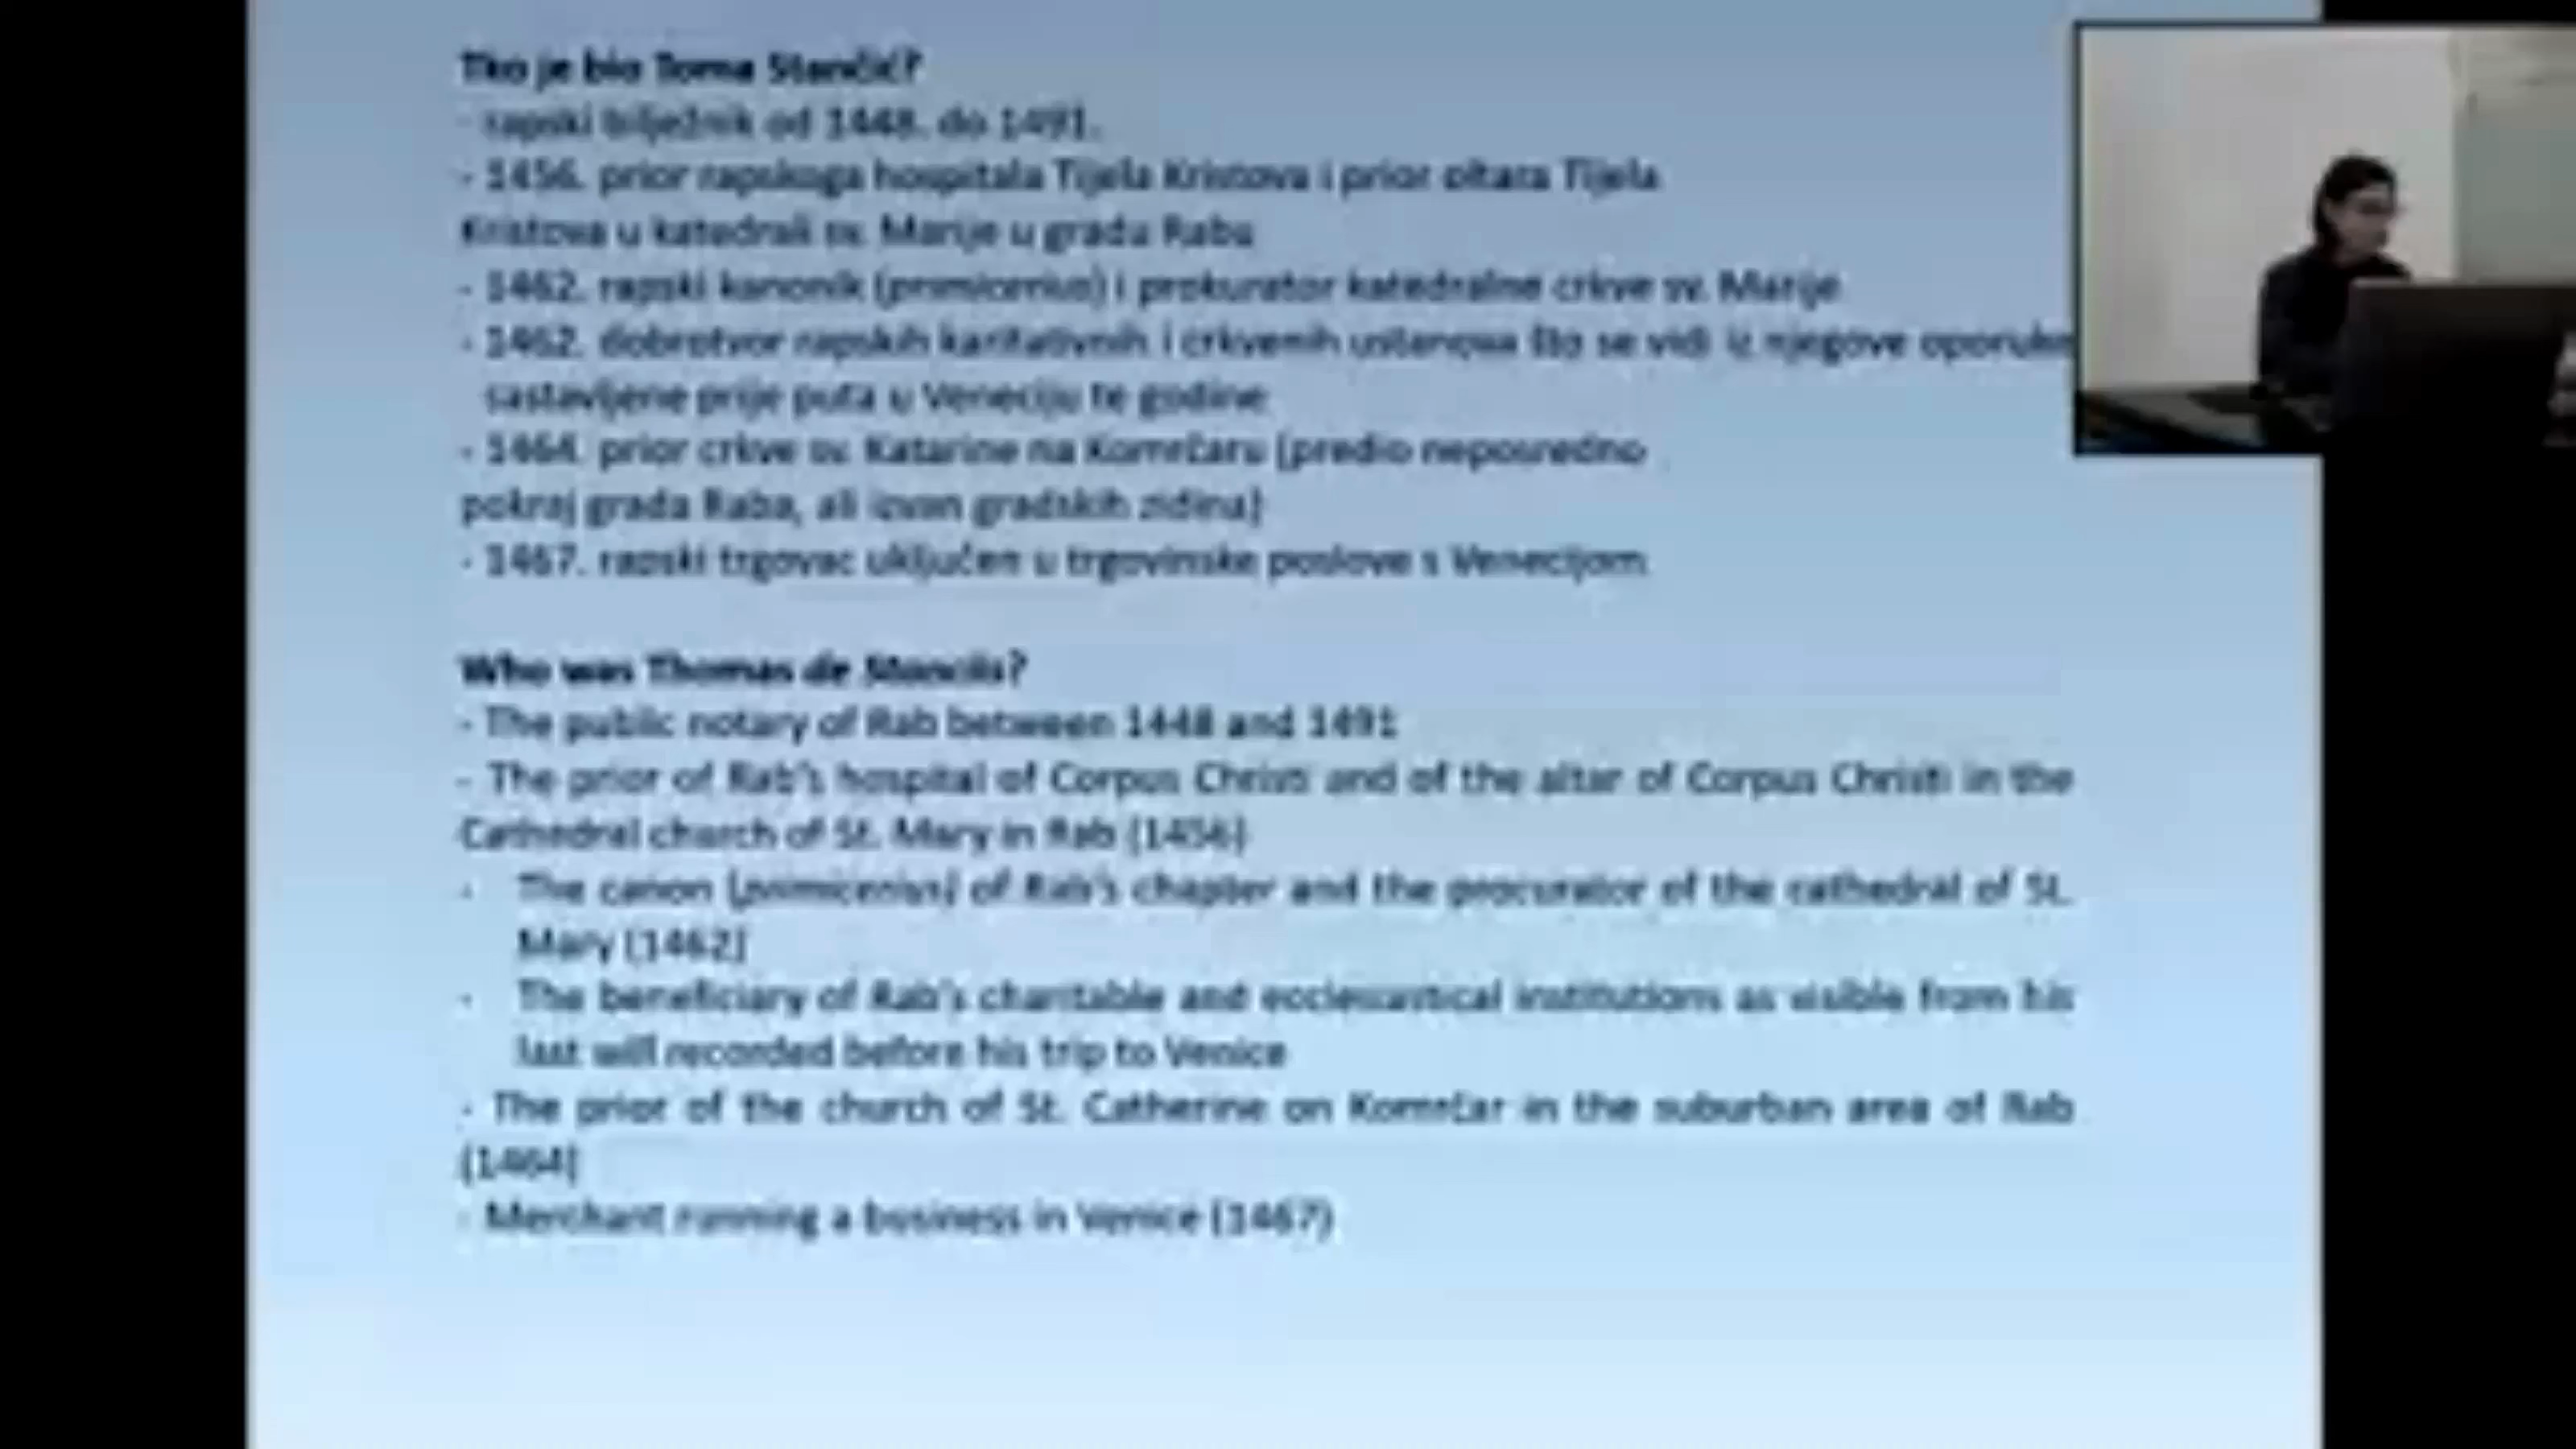 Tko je bio Toma Stančić?
- rapski bilježnik od 1448. do 1491.
- 1456. prior rapskoga hospitala Tijela Kristova i prior oltara Tijela
Kristova u katedrali sv. Marije u gradu Rabu
- 1462. rapski kanonik (primicerius) i prokurator katedralne crkve sv. Marije
- 1462. dobrotvor rapskih karitativnih i crkvenih ustanova što se vidi iz njegove oporuke
sastavljene prije puta u Veneciju te godine
- 1464. prior crkve sv. Katarine na Komrčaru (predio neposredno
pokraj grada Raba, ali izvan gradskih zidina)
- 1467. rapski trgovac uključen u trgovinske poslove s Venecijom
Who was Thomas de Stanciis?
- The public notary of Rab between 1448 and 1491
- The prior of Rab's hospital of Corpus Christi and of the altar of Corpus Christi in the
Cathedral church of St. Mary in Rab (1456)
- The canon (primicerius) of Rab's chapter and the procurator of the cathedral of St.
Mary (1462)
- The beneficiary of Rab's charitable and ecclesiastical institutions as visible from his
last will recorded before his trip to Venice
- The prior of the church of St. Catherine on Komrčar in the suburban area of Rab
(1464)
- Merchant running a business in Venice (1467)